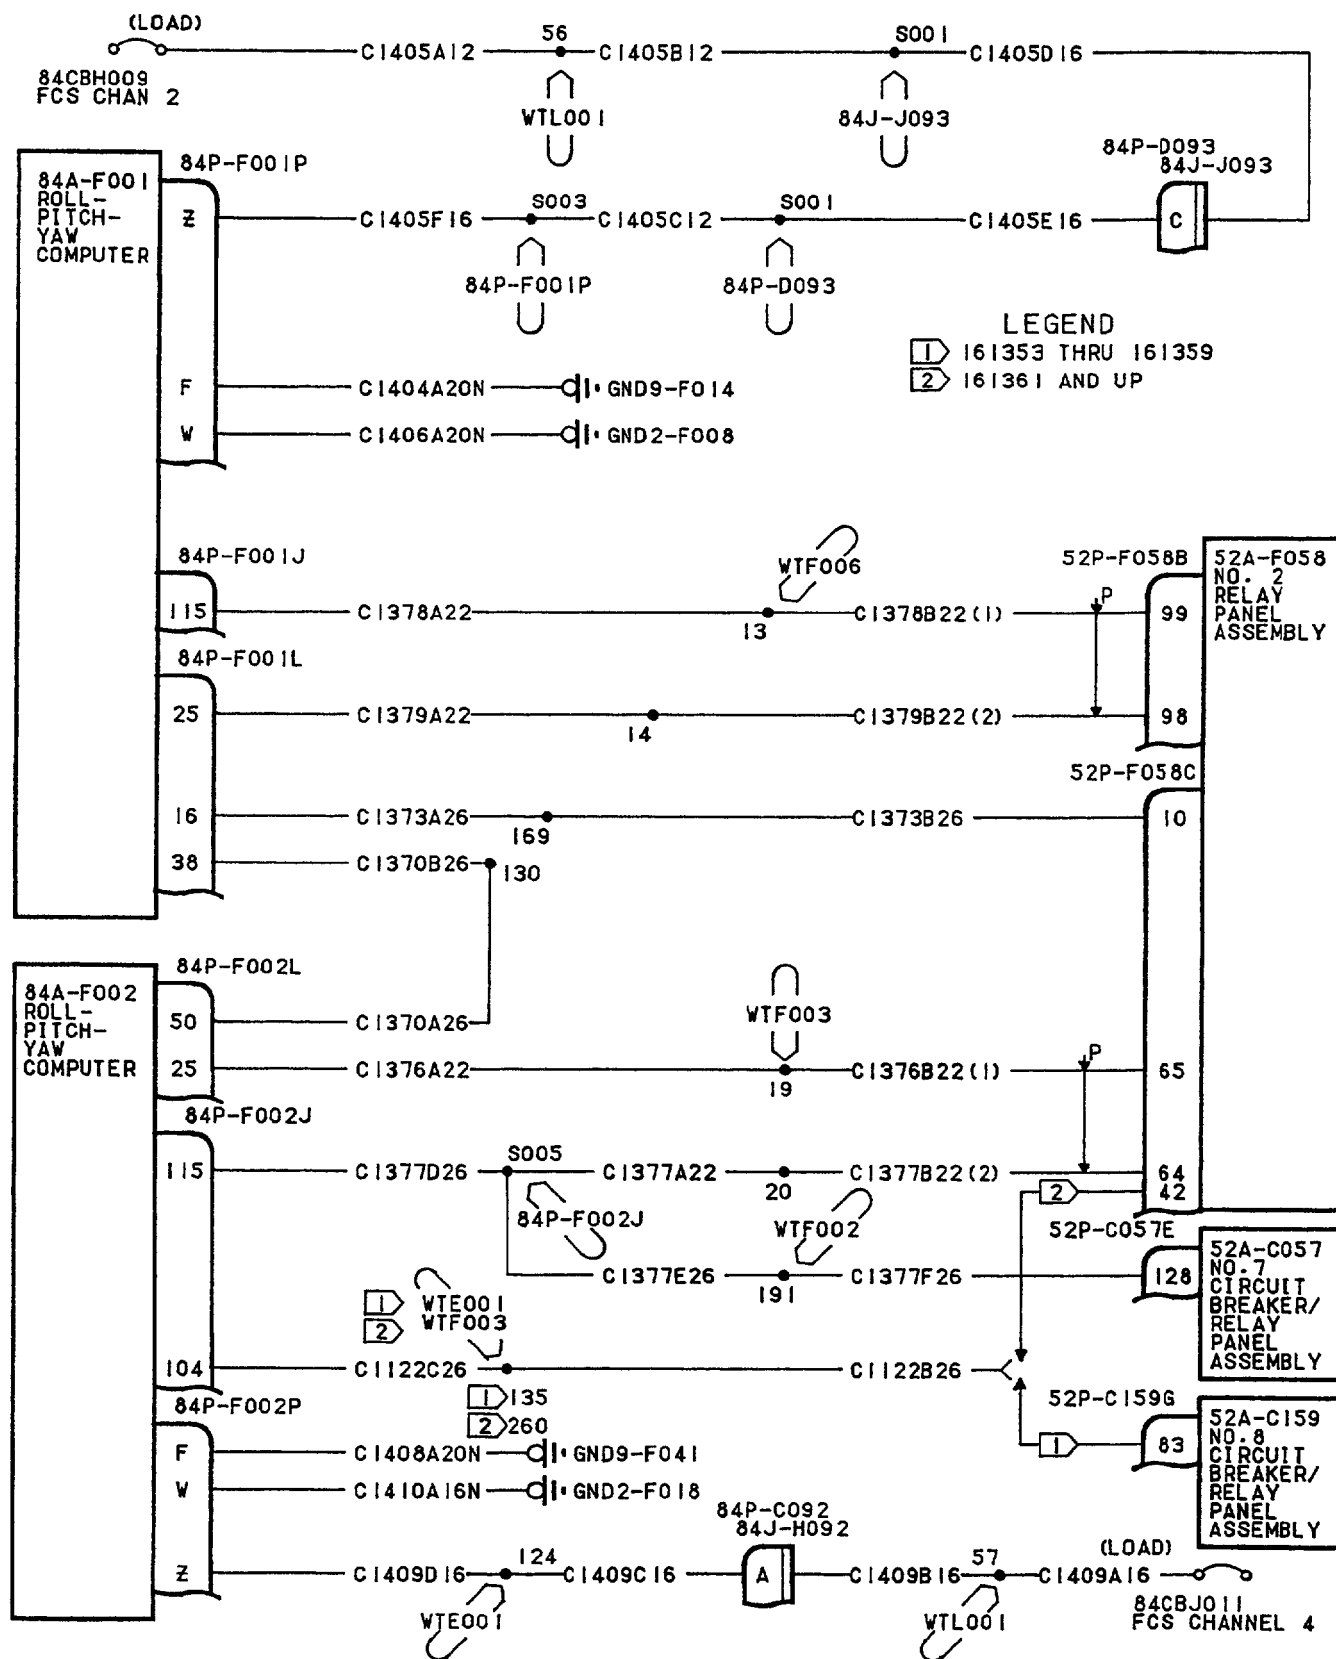 (LOAD)
84CBH009
FCS CHAN 2
C1405A12
56
C1405B12
S001
C1405D16
WTL001
84J-J093
84P-D093
84J-J093
84A-F001
ROLL-
PITCH-
YAW
COMPUTER
84P-F001P
Z
C1405F16
S003
C1405C12
S001
C1405E16
C
84P-F001P
84P-D093
LEGEND
1 161353 THRU 161359
2 161361 AND UP
F
C1404A20N
GND9-F014
W
C1406A20N
GND2-F008
84P-F001J
WTF006
52P-F058B
52A-F058
NO. 2
RELAY
PANEL
ASSEMBLY
115
C1378A22
13
C1378B22(1)
P
99
84P-F001L
25
C1379A22
14
C1379B22(2)
98
52P-F058C
16
C1373A26
169
C1373B26
10
38
C1370B26
130
84A-F002
ROLL-
PITCH-
YAW
COMPUTER
84P-F002L
50
C1370A26
WTF003
25
C1376A22
19
C1376B22(1)
P
65
84P-F002J
115
C1377D26
S005
C1377A22
20
C1377B22(2)
64
2
42
84P-F002J
WTF002
52P-C057E
52A-C057
NO.7
CIRCUIT
BREAKER/
RELAY
PANEL
ASSEMBLY
C1377E26
191
C1377F26
128
1 WTE001
2 WTF003
104
C1122C26
C1122B26
1 135
2 260
84P-F002P
52P-C159G
52A-C159
NO.8
CIRCUIT
BREAKER/
RELAY
PANEL
ASSEMBLY
1
83
F
C1408A20N
GND9-F041
W
C1410A16N
GND2-F018
84P-C092
84J-H092
Z
C1409D16
124
C1409C16
A
C1409B16
57
C1409A16
(LOAD)
WTE001
WTL001
84CBJ011
FCS CHANNEL 4